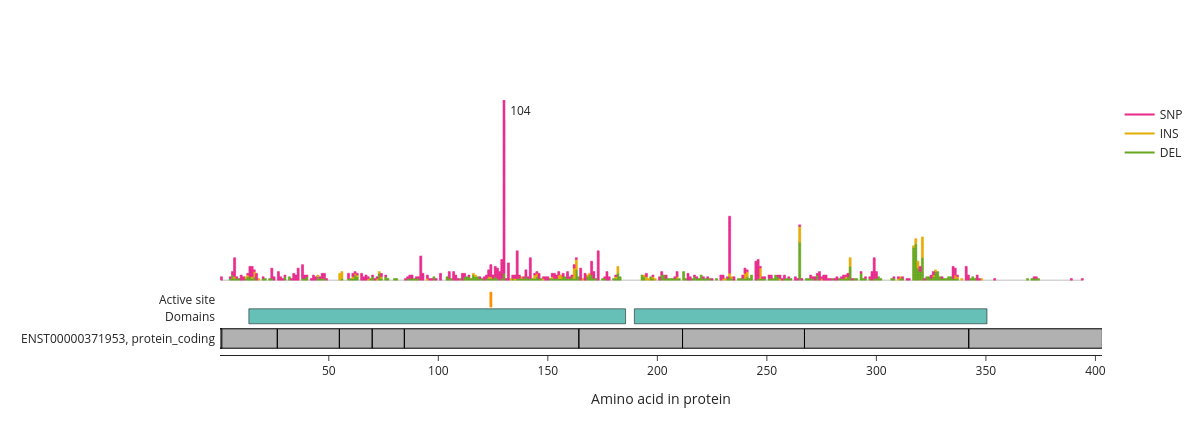 104
SNP
INS
DEL
Active site
Domains
ENST00000371953, protein_coding
50 100 150 200 250 300 350 400
Amino acid in protein